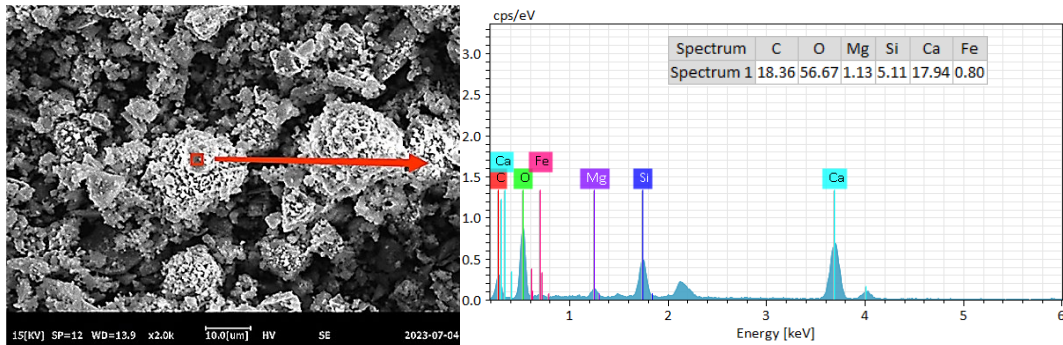 15[KV] SP=12 WD=13.9 x2.0k 10.0[um] HV SE 2023-07-04
cps/eV
Spectrum C O Mg Si Ca Fe
Spectrum 1 18.36 56.67 1.13 5.11 17.94 0.80
3.0
2.5
2.0
1.5
1.0
0.5
0.0
Ca Fe
C O Mg Si Ca
1 2 3 4 5 6
Energy [keV]